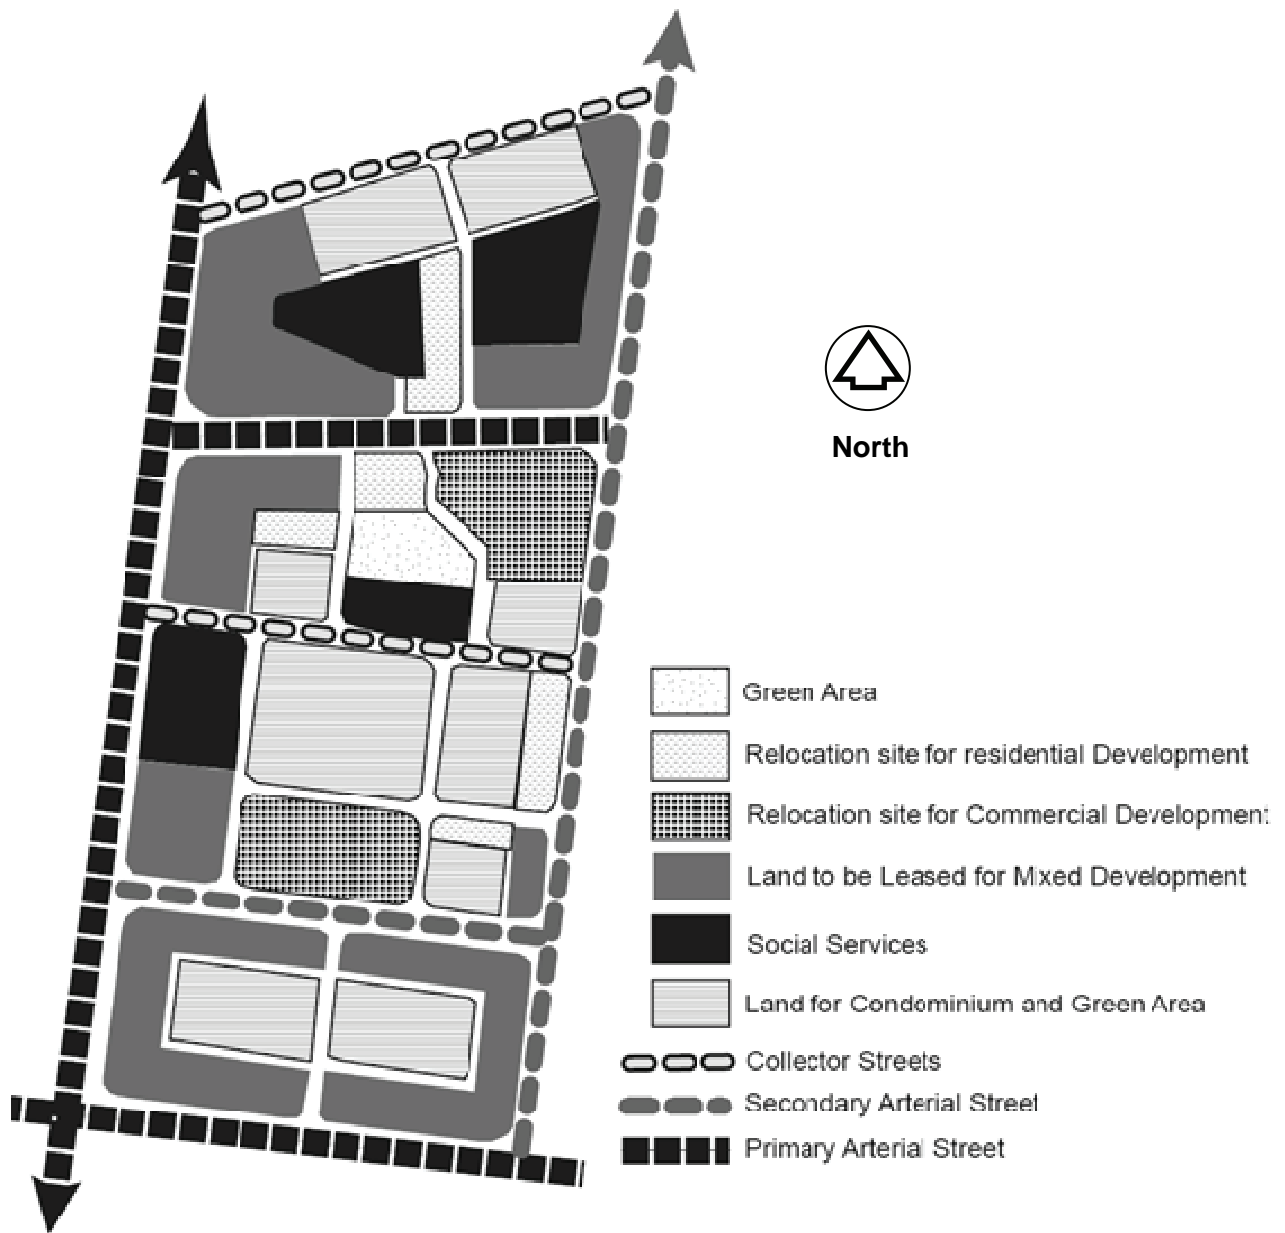 North
Green Area
Relocation site for residential Development
Relocation site for Commercial Development
Land to be Leased for Mixed Development
Social Services
Land for Condominium and Green Area
Collector Streets
Secondary Arterial Street
Primary Arterial Street